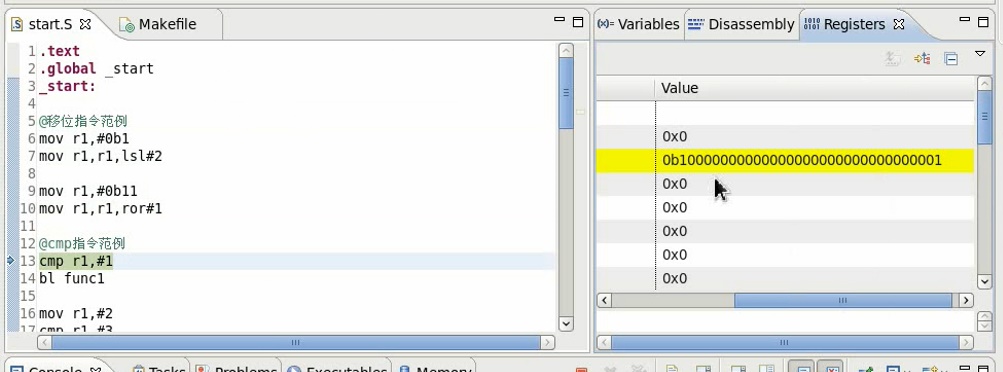 start.S
Makefile
1 .text
2 .global _start
3 _start:
4
5 @移位指令范例
6 mov r1,#0b1
7 mov r1,r1,lsl#2
8
9 mov r1,#0b11
10 mov r1,r1,ror#1
11
12 @cmp指令范例
13 cmp r1,#1
14 bl func1
15
16 mov r1,#2
17 cmp r1,#3
(x)= Variables
Disassembly
Registers
Value
0x0
0b10000000000000000000000000000001
0x0
0x0
0x0
0x0
0x0
Console
Tasks
Problems
Executables
Memory